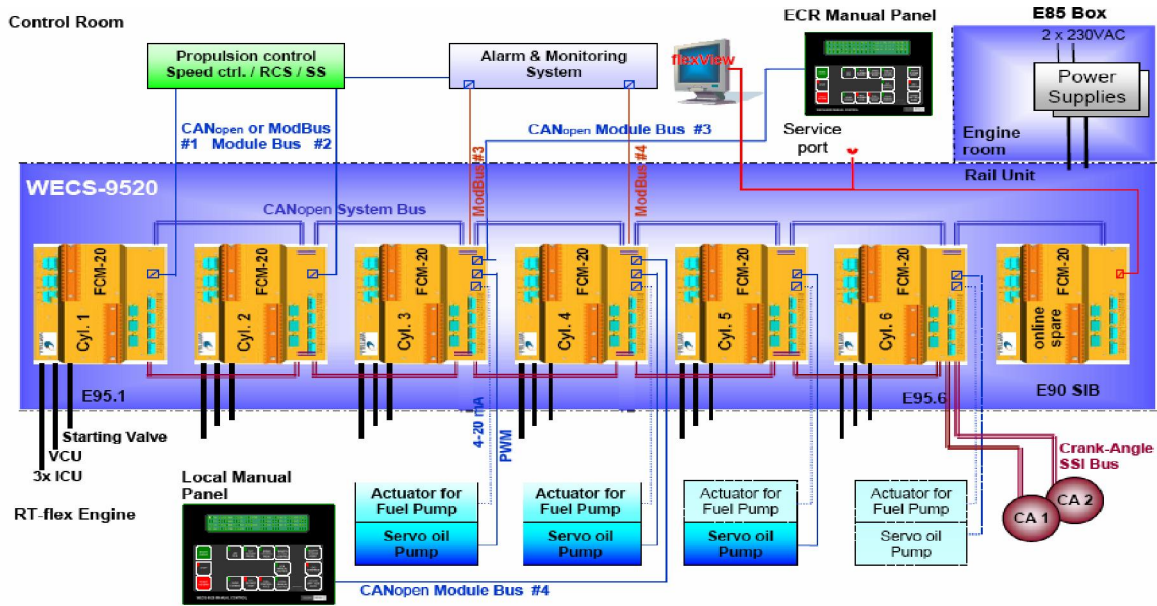 Control Room
ECR Manual Panel
E85 Box
2 x 230VAC
Propulsion control
Speed ctrl. / RCS / SS
Alarm & Monitoring
System
flexView
Power
Supplies
CANopen or ModBus
#1 Module Bus #2
CANopen Module Bus #3
Service
port
Engine
room
ModBus #3
ModBus #4
Rail Unit
WECS-9520
CANopen System Bus
FCM-20
Cyl. 1
FCM-20
Cyl. 2
FCM-20
Cyl. 3
FCM-20
Cyl. 4
FCM-20
Cyl. 5
FCM-20
Cyl. 6
FCM-20
online
spare
E95.1
E95.6
E90 SIB
4-20 mA
PWM
Starting Valve
VCU
3x ICU
Crank-Angle
SSI Bus
Local Manual
Panel
RT-flex Engine
Actuator for
Fuel Pump
Servo oil
Pump
Actuator for
Fuel Pump
Servo oil
Pump
Actuator for
Fuel Pump
Servo oil
Pump
Actuator for
Fuel Pump
Servo oil
Pump
CA 1
CA 2
CANopen Module Bus #4